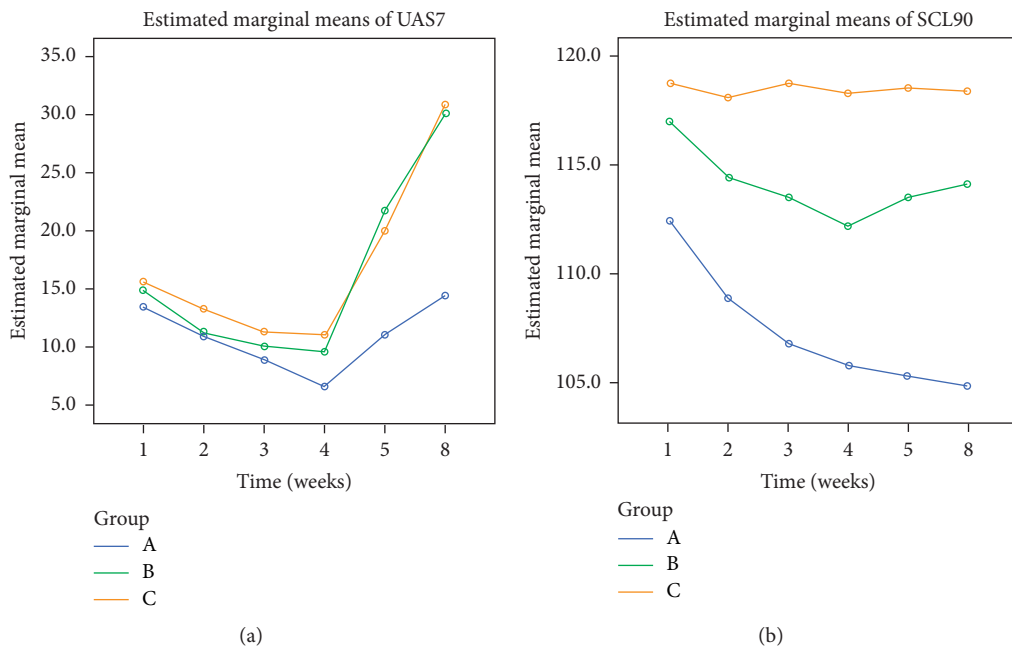 Estimated marginal means of UAS7
35.0
30.0
25.0
20.0
15.0
10.0
5.0
Estimated marginal mean
1 2 3 4 5 8
Time (weeks)
Group
A
B
C
(a)
Estimated marginal means of SCL90
120.0
115.0
110.0
105.0
Estimated marginal mean
1 2 3 4 5 8
Time (weeks)
Group
A
B
C
(b)